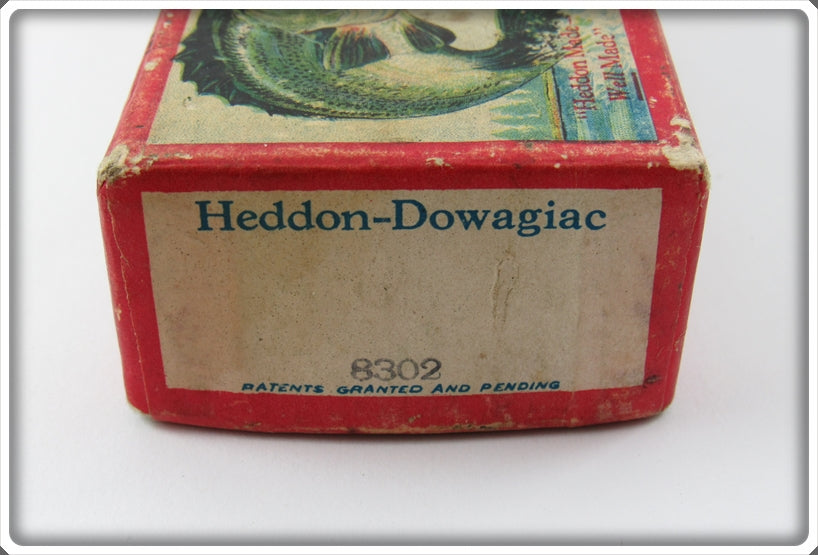 "Heddon Made
Well Made"
Heddon-Dowagiac
8302
PATENTS GRANTED AND PENDING